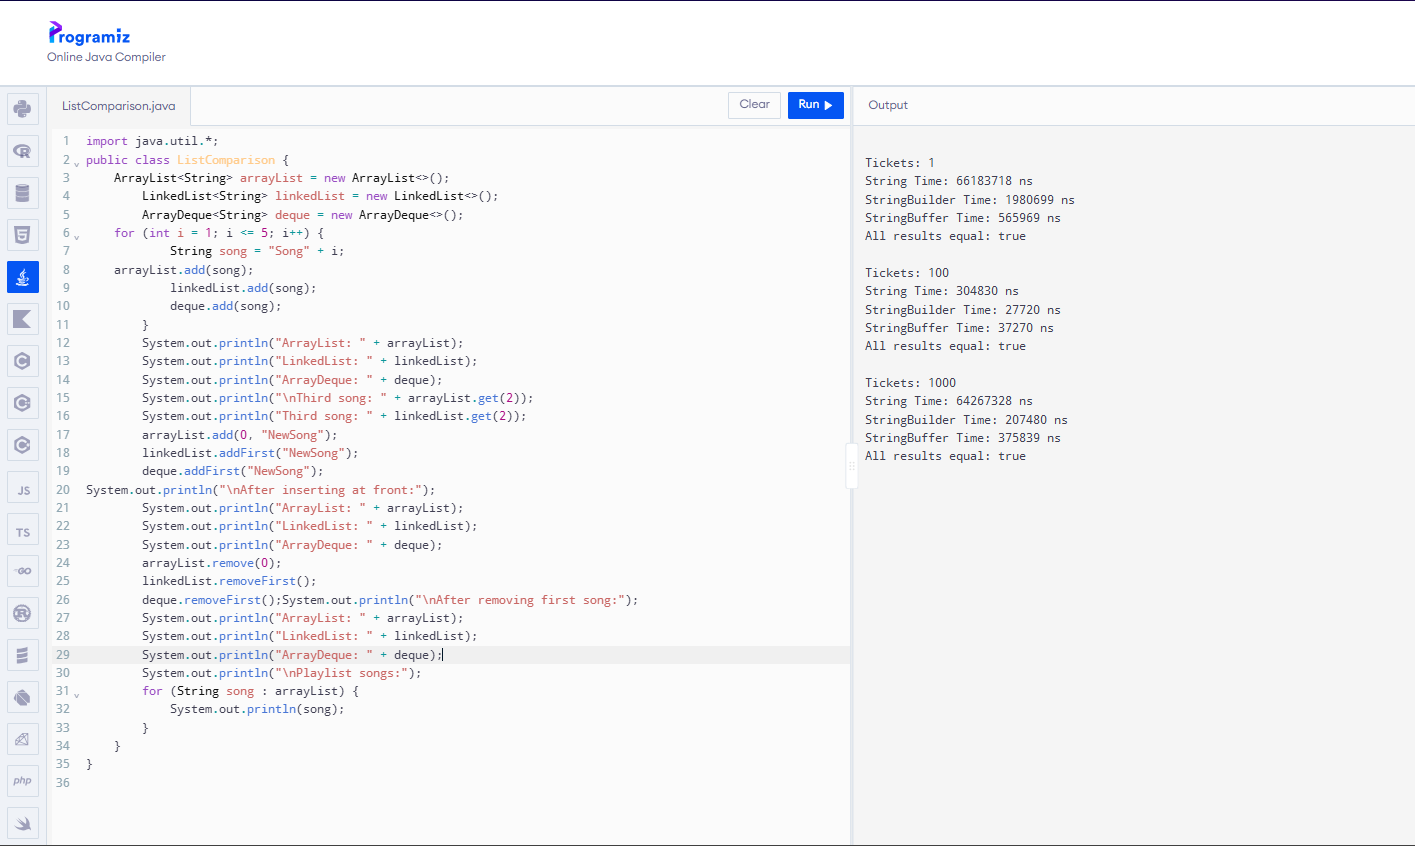 Programiz
Online Java Compiler
ListComparison.java
Clear
Run
Output
1 import java.util.*;
2 public class ListComparison {
3 ArrayList<String> arrayList = new ArrayList<>();
4 LinkedList<String> linkedList = new LinkedList<>();
5 ArrayDeque<String> deque = new ArrayDeque<>();
6 for (int i = 1; i <= 5; i++) {
7 String song = "Song" + i;
8 arrayList.add(song);
9 linkedList.add(song);
10 deque.add(song);
11 }
12 System.out.println("ArrayList: " + arrayList);
13 System.out.println("LinkedList: " + linkedList);
14 System.out.println("ArrayDeque: " + deque);
15 System.out.println("\nThird song: " + arrayList.get(2));
16 System.out.println("Third song: " + linkedList.get(2));
17 arrayList.add(0, "NewSong");
18 linkedList.addFirst("NewSong");
19 deque.addFirst("NewSong");
20 System.out.println("\nAfter inserting at front:");
21 System.out.println("ArrayList: " + arrayList);
22 System.out.println("LinkedList: " + linkedList);
23 System.out.println("ArrayDeque: " + deque);
24 arrayList.remove(0);
25 linkedList.removeFirst();
26 deque.removeFirst();System.out.println("\nAfter removing first song:");
27 System.out.println("ArrayList: " + arrayList);
28 System.out.println("LinkedList: " + linkedList);
29 System.out.println("ArrayDeque: " + deque);
30 System.out.println("\nPlaylist songs:");
31 for (String song : arrayList) {
32 System.out.println(song);
33 }
34 }
35 }
36
Tickets: 1
String Time: 66183718 ns
StringBuilder Time: 1980699 ns
StringBuffer Time: 565969 ns
All results equal: true
Tickets: 100
String Time: 304830 ns
StringBuilder Time: 27720 ns
StringBuffer Time: 37270 ns
All results equal: true
Tickets: 1000
String Time: 64267328 ns
StringBuilder Time: 207480 ns
StringBuffer Time: 375839 ns
All results equal: true
JS
TS
GO
php